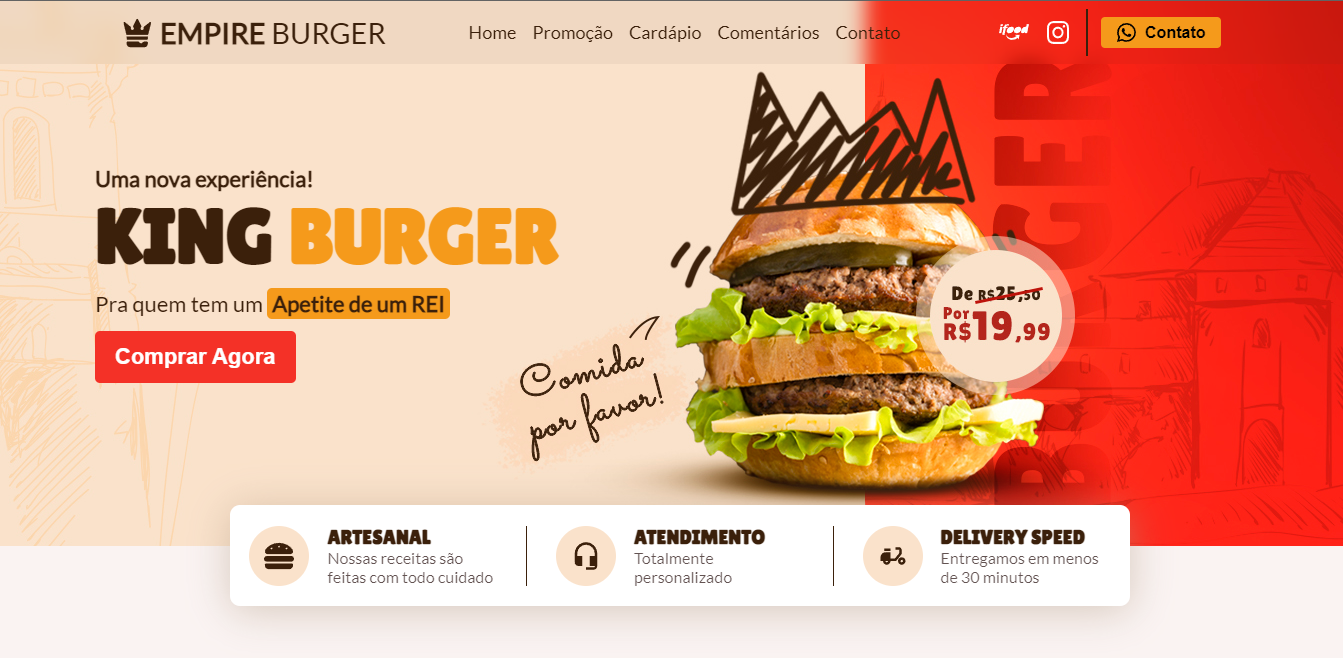 EMPIRE BURGER
Home Promoção Cardápio Comentários Contato
ifood
Contato
Uma nova experiência!
KING BURGER
Pra quem tem um Apetite de um REI
Comprar Agora
Comida
por favor!
De R$25,50
Por
R$19,99
BURGER
ARTESANAL
Nossas receitas são
feitas com todo cuidado
ATENDIMENTO
Totalmente
personalizado
DELIVERY SPEED
Entregamos em menos
de 30 minutos